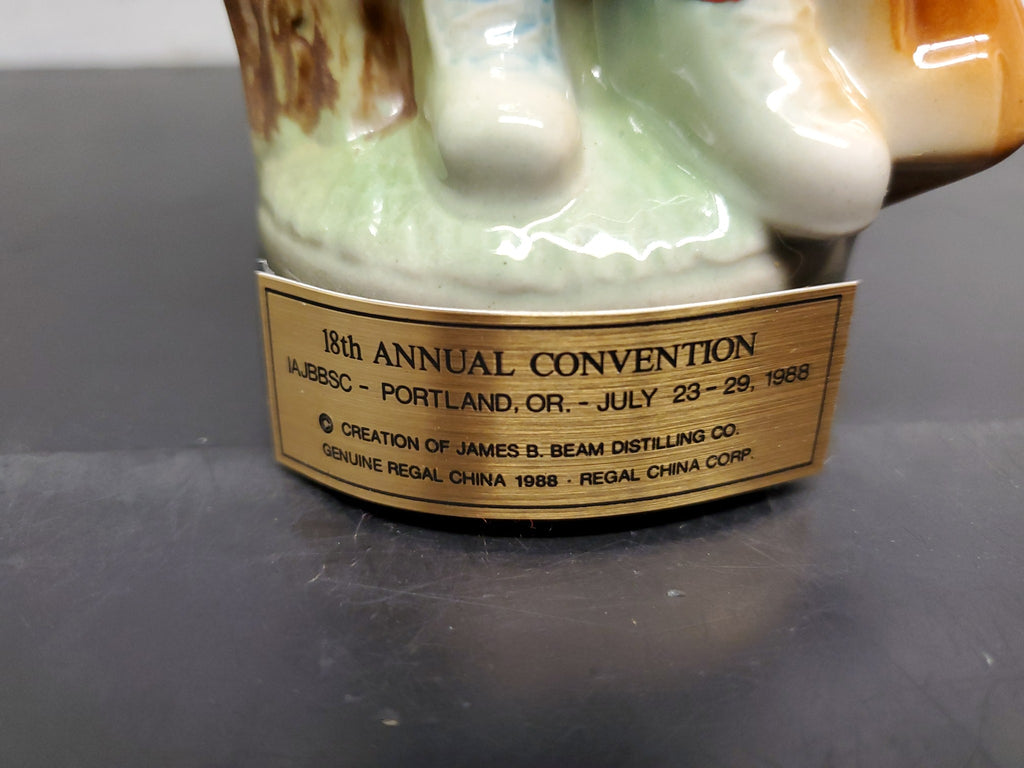 18th ANNUAL CONVENTION
IAJBBSC - PORTLAND, OR. - JULY 23-29, 1988
© CREATION OF JAMES B. BEAM DISTILLING CO.
GENUINE REGAL CHINA 1988 · REGAL CHINA CORP.